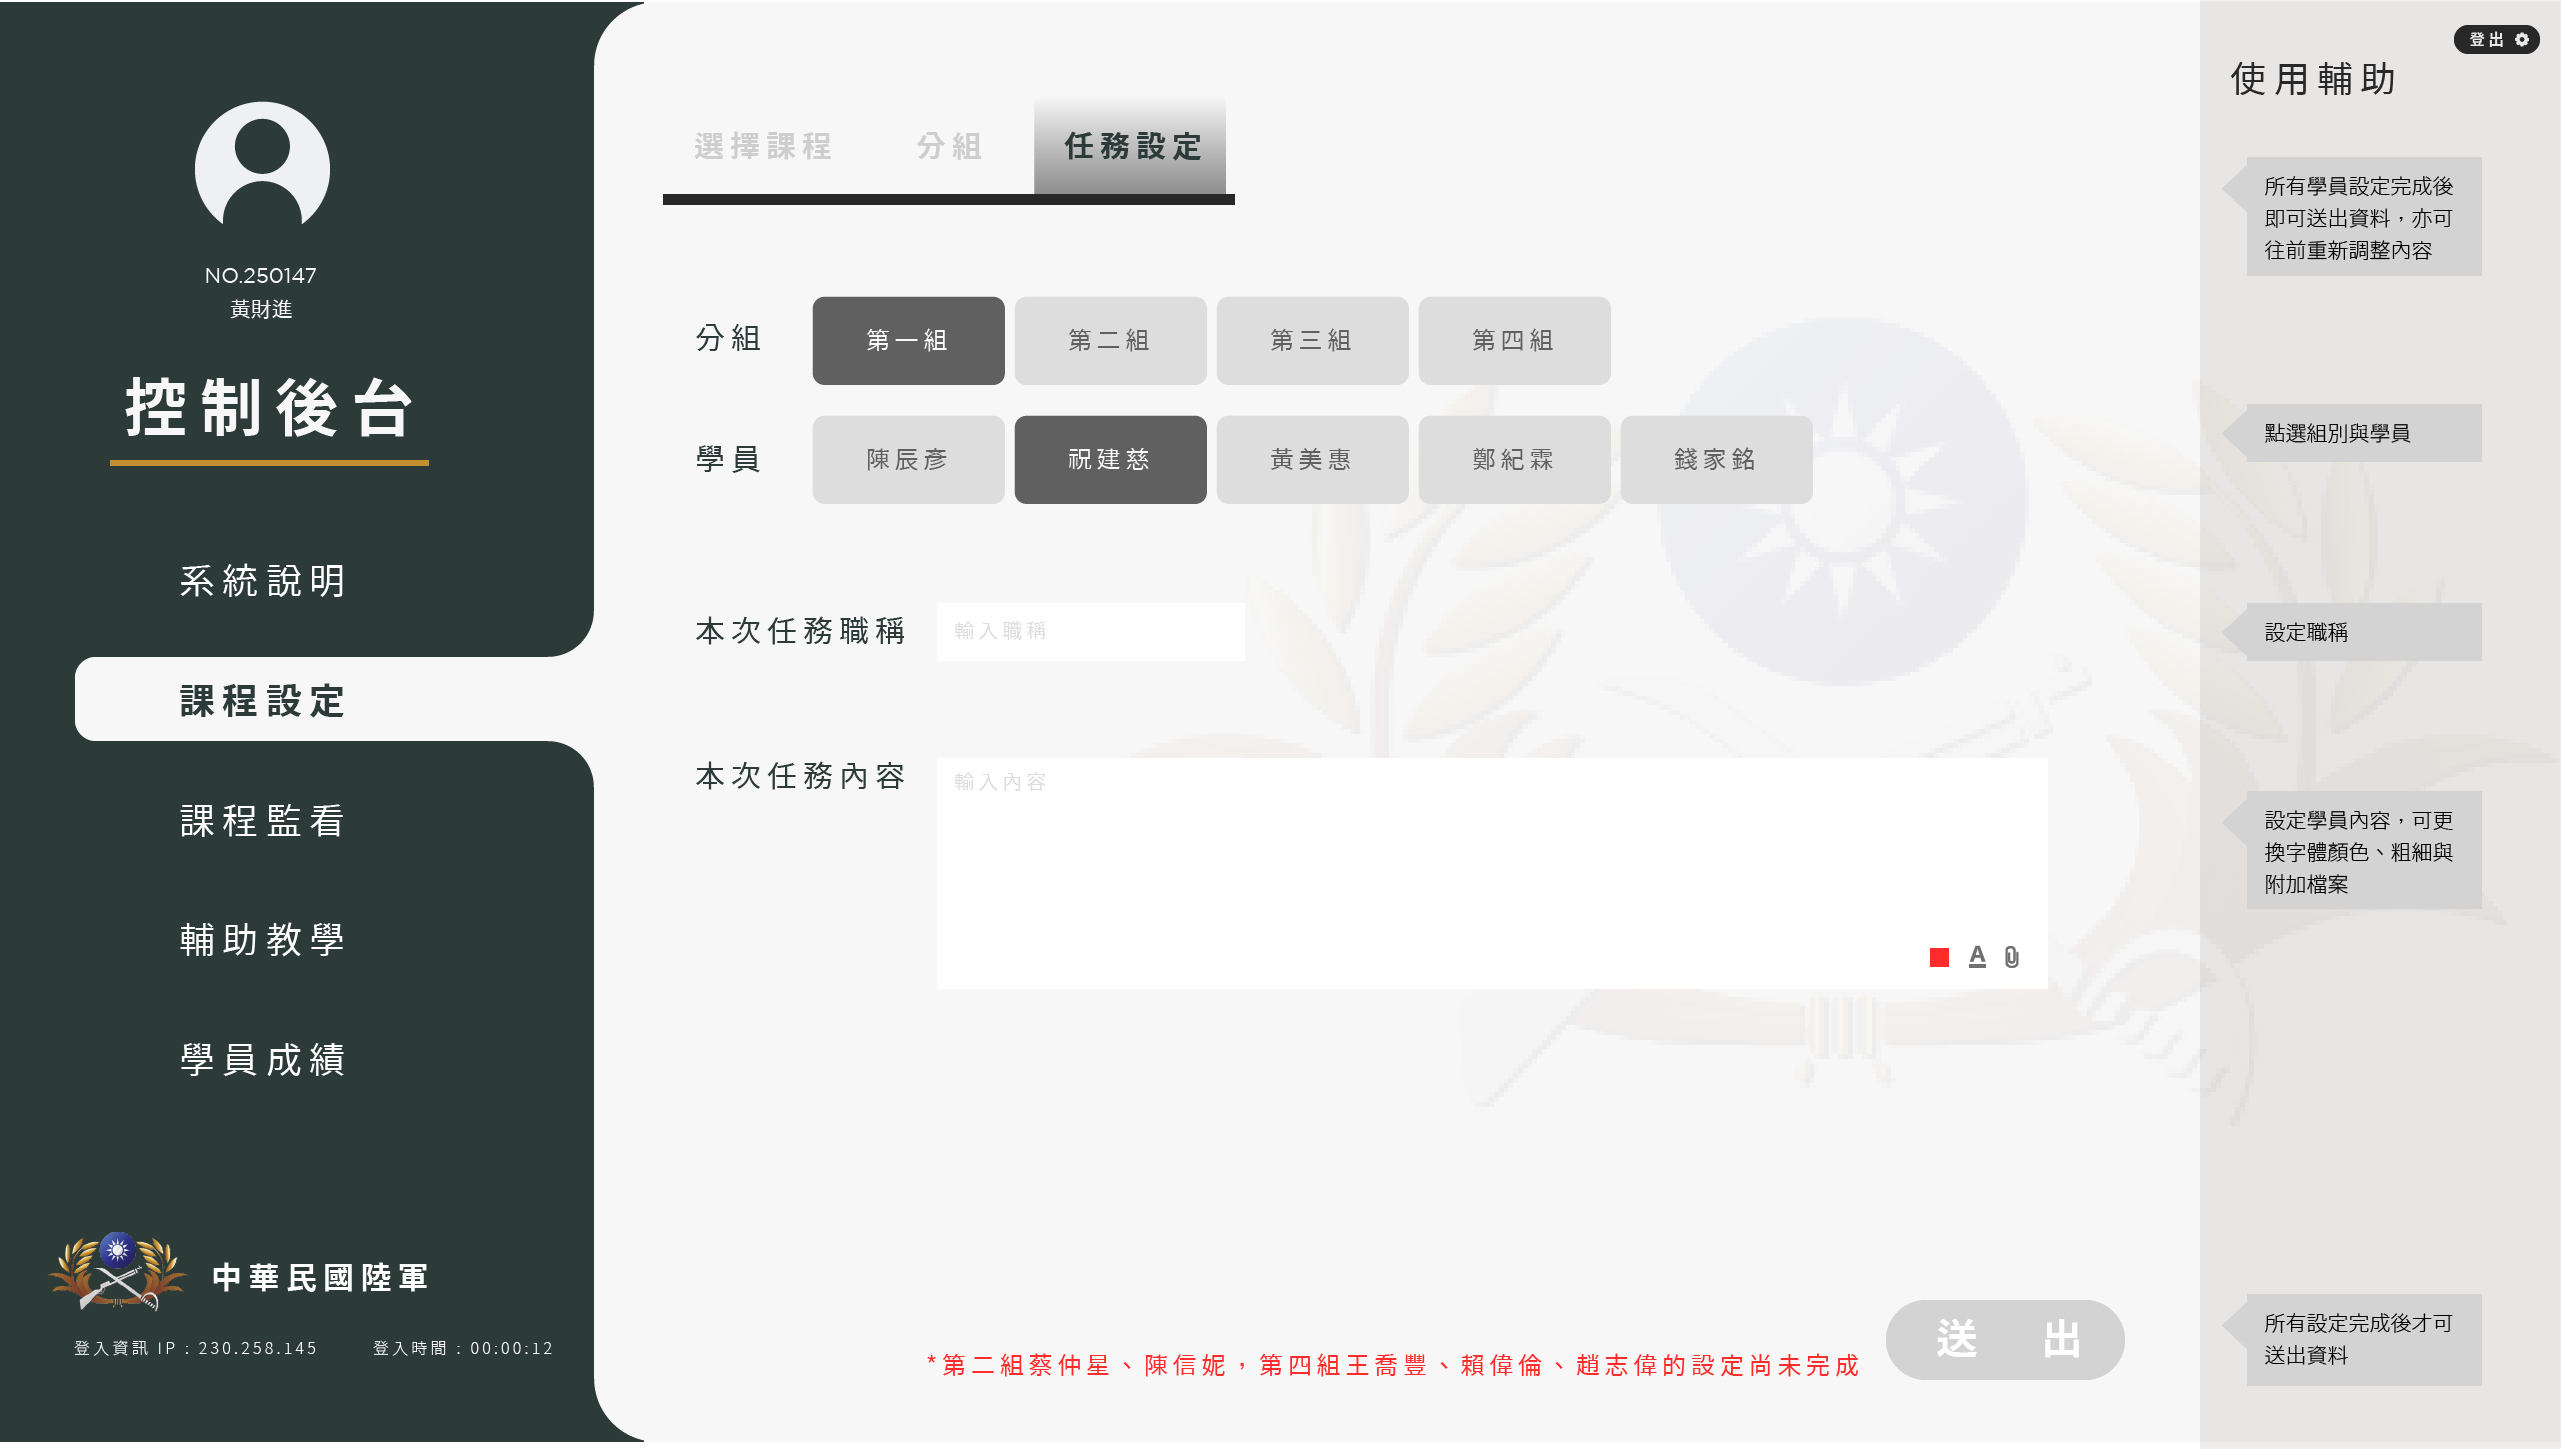 NO.250147
黃財進
控制後台
系統說明
課程設定
課程監看
輔助教學
學員成績
中華民國陸軍
登入資訊 IP : 230.258.145
登入時間 : 00:00:12
選擇課程
分組
任務設定
分組
第一組
第二組
第三組
第四組
學員
陳辰彥
祝建慈
黃美惠
鄭紀霖
錢家銘
本次任務職稱
輸入職稱
本次任務內容
輸入內容
A
*第二組蔡仲星、陳信妮，第四組王喬豐、賴偉倫、趙志偉的設定尚未完成
送出
登出
使用輔助
所有學員設定完成後
即可送出資料，亦可
往前重新調整內容
點選組別與學員
設定職稱
設定學員內容，可更
換字體顏色、粗細與
附加檔案
所有設定完成後才可
送出資料